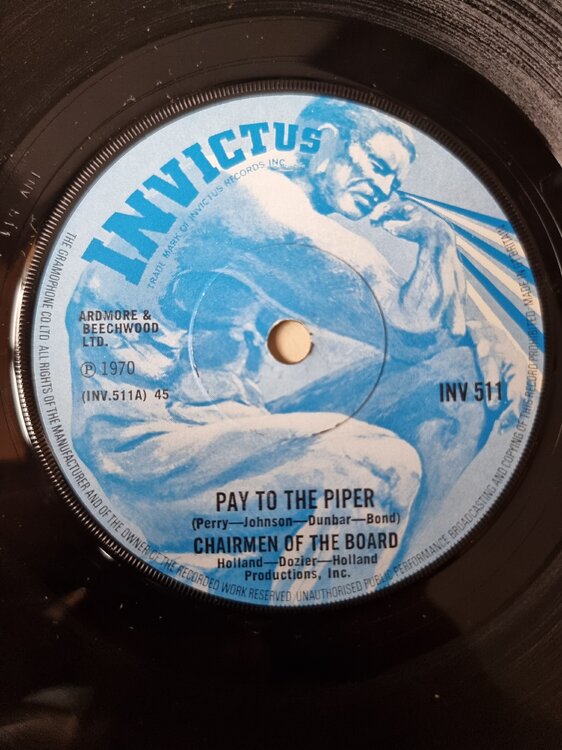 INVICTUS
TRADE MARK OF INVICTUS RECORDS INC.
ARDMORE &
BEECHWOOD
LTD.
Ⓟ 1970
(INV.511A) 45
INV 511
PAY TO THE PIPER
(Perry—Johnson—Dunbar—Bond)
CHAIRMEN OF THE BOARD
Holland—Dozier—Holland
Productions, Inc.
THE GRAMOPHONE CO. LTD. ALL RIGHTS OF THE MANUFACTURER AND OF THE OWNER OF THE RECORDED WORK RESERVED. UNAUTHORISED PUBLIC PERFORMANCE, BROADCASTING AND COPYING OF THIS RECORD PROHIBITED. MADE IN GT. BRITAIN